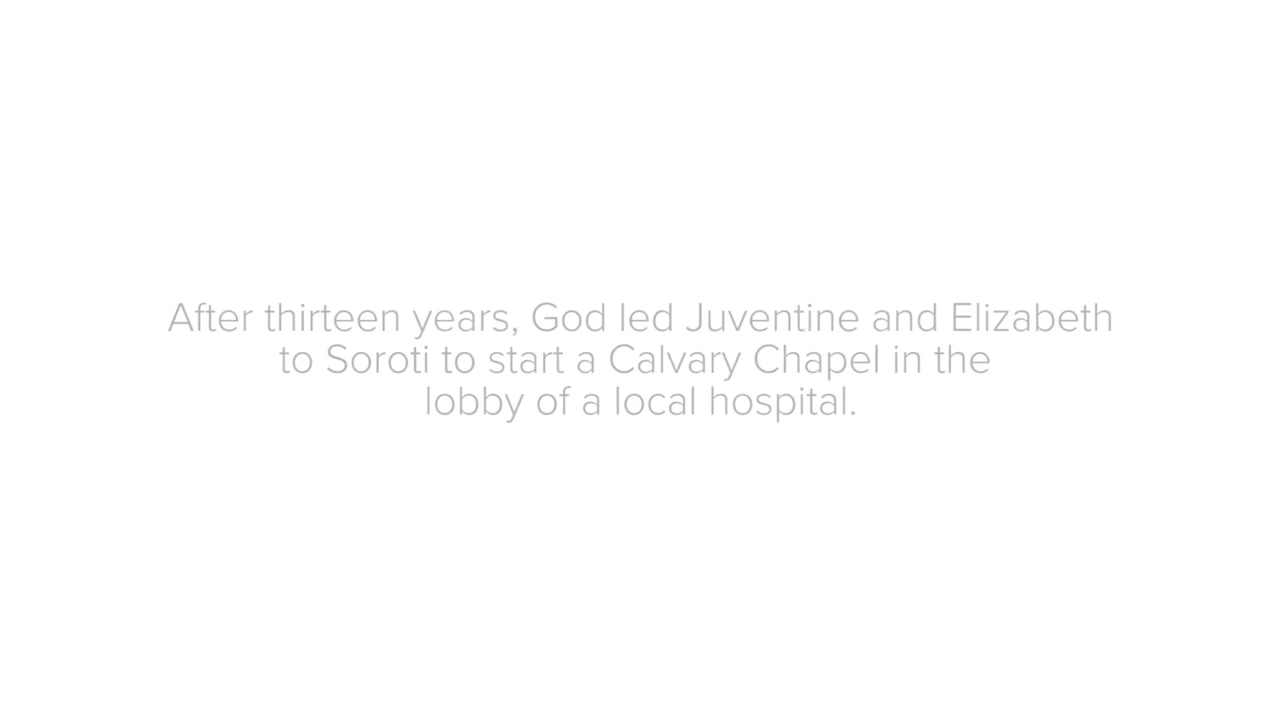 After thirteen years, God led Juventine and Elizabeth
to Soroti to start a Calvary Chapel in the
lobby of a local hospital.